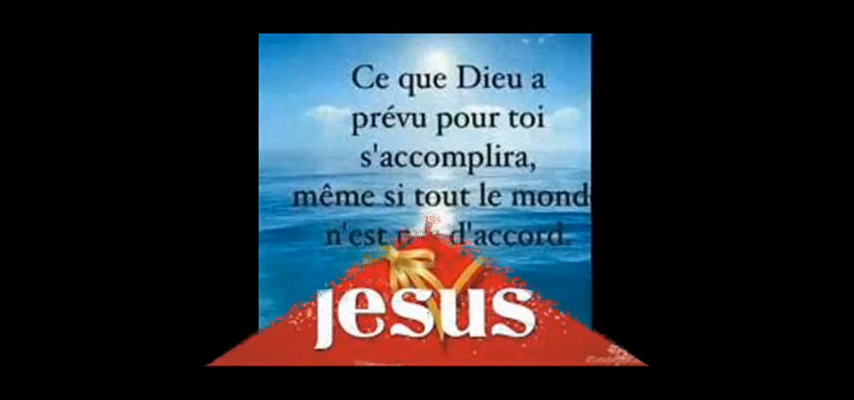 Ce que Dieu a
prévu pour toi
s'accomplira,
même si tout le mond
n'est d'accord.
Jesus